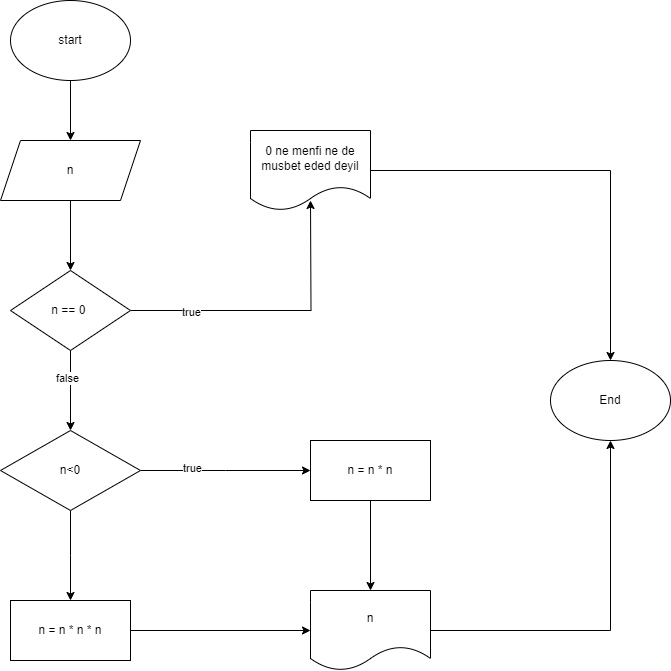 start
n
0 ne menfi ne de
musbet eded deyil
n == 0
true
false
End
n<0
true
n = n * n
n = n * n * n
n